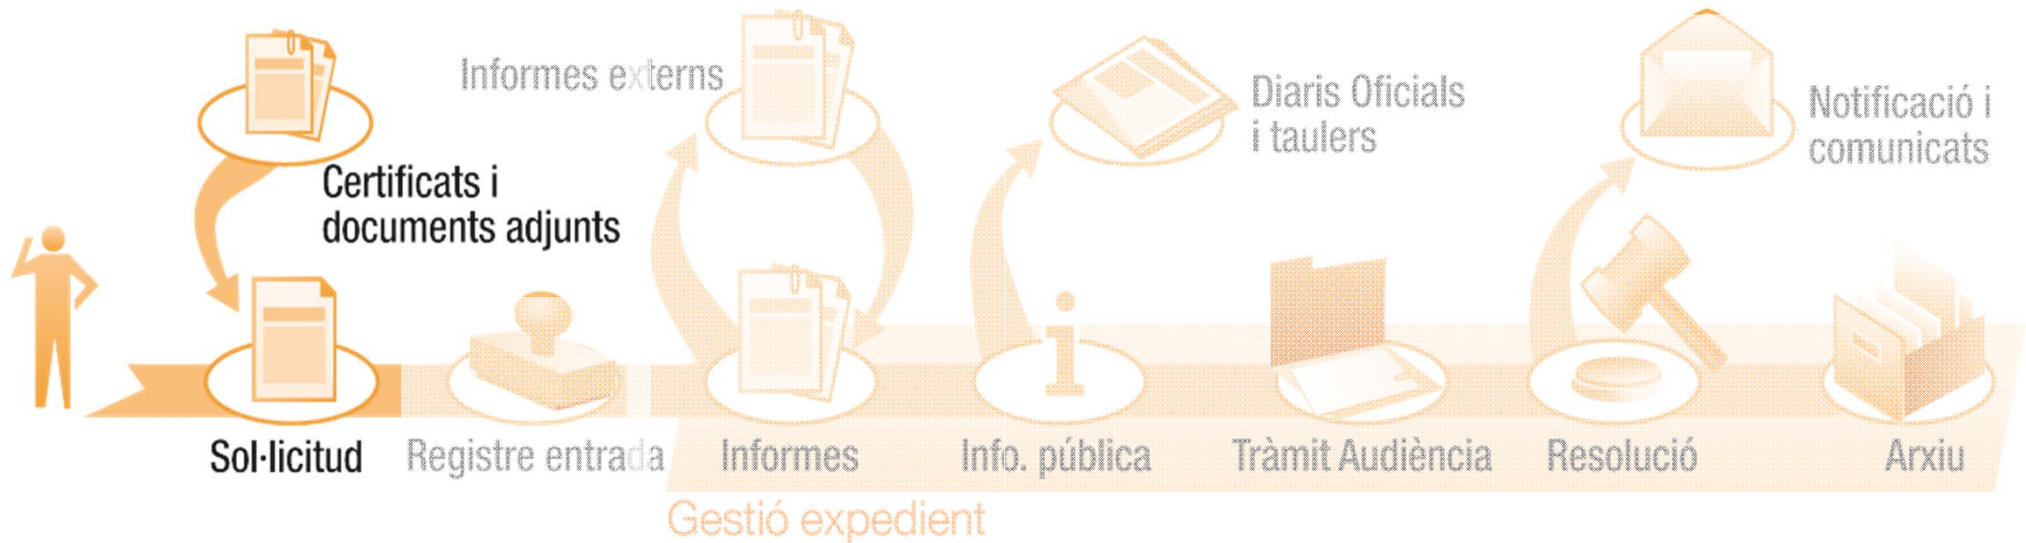 Informes externs
Diaris Oficials
i taulers
Notificació i
comunicats
Certificats i
documents adjunts
Sol·licitud
Registre entrada
Informes
Info. pública
Tràmit Audiència
Resolució
Arxiu
Gestió expedient